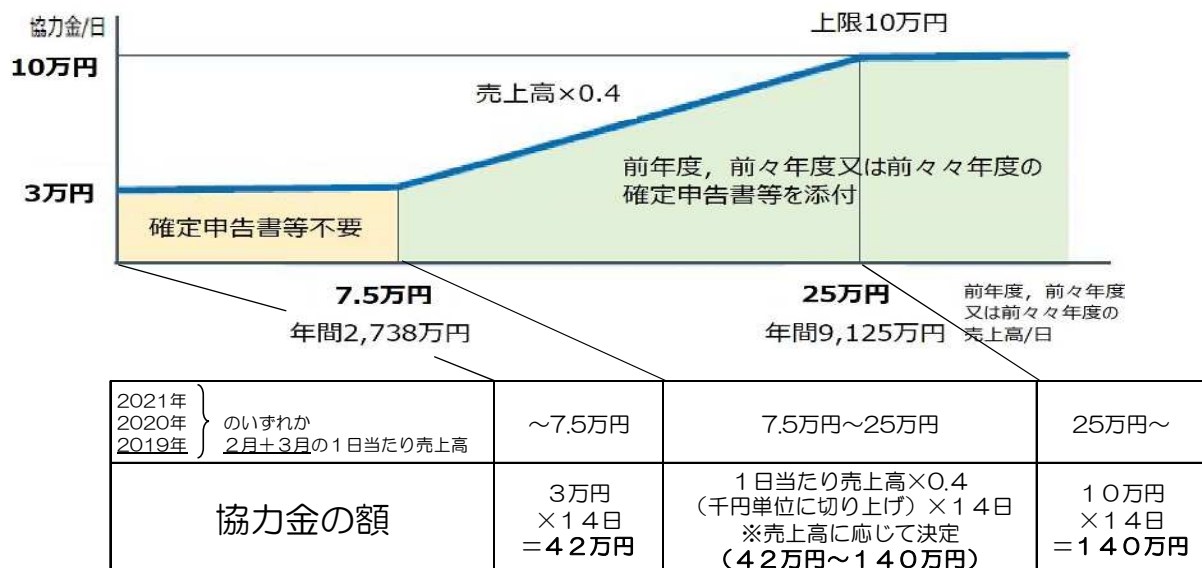 協力金/日
上限10万円
10万円
売上高×0.4
前年度，前々年度又は前々々年度の
確定申告書等を添付
3万円
確定申告書等不要
7.5万円
年間2,738万円
25万円
年間9,125万円
前年度，前々年度
又は前々々年度の
売上高/日
2021年
2020年 のいずれか
2019年 2月＋3月の１日当たり売上高
～7.5万円
7.5万円～25万円
25万円～
協力金の額
３万円
×１４日
＝４２万円
１日当たり売上高×0.4
（千円単位に切り上げ）×１４日
※売上高に応じて決定
（４２万円～１４０万円）
１０万円
×１４日
＝１４０万円